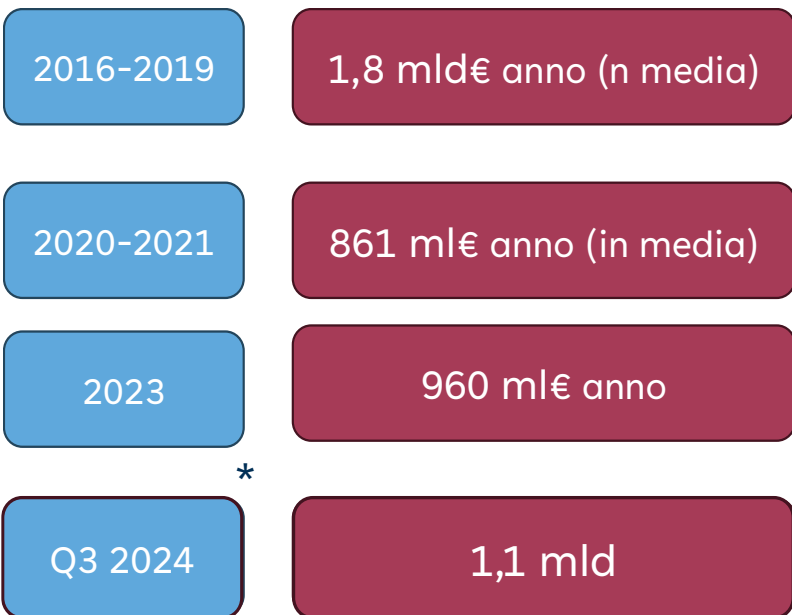 2016-2019 1,8 mld€ anno (n media)
2020-2021 861 ml€ anno (in media)
2023 960 ml€ anno
*
Q3 2024 1,1 mld